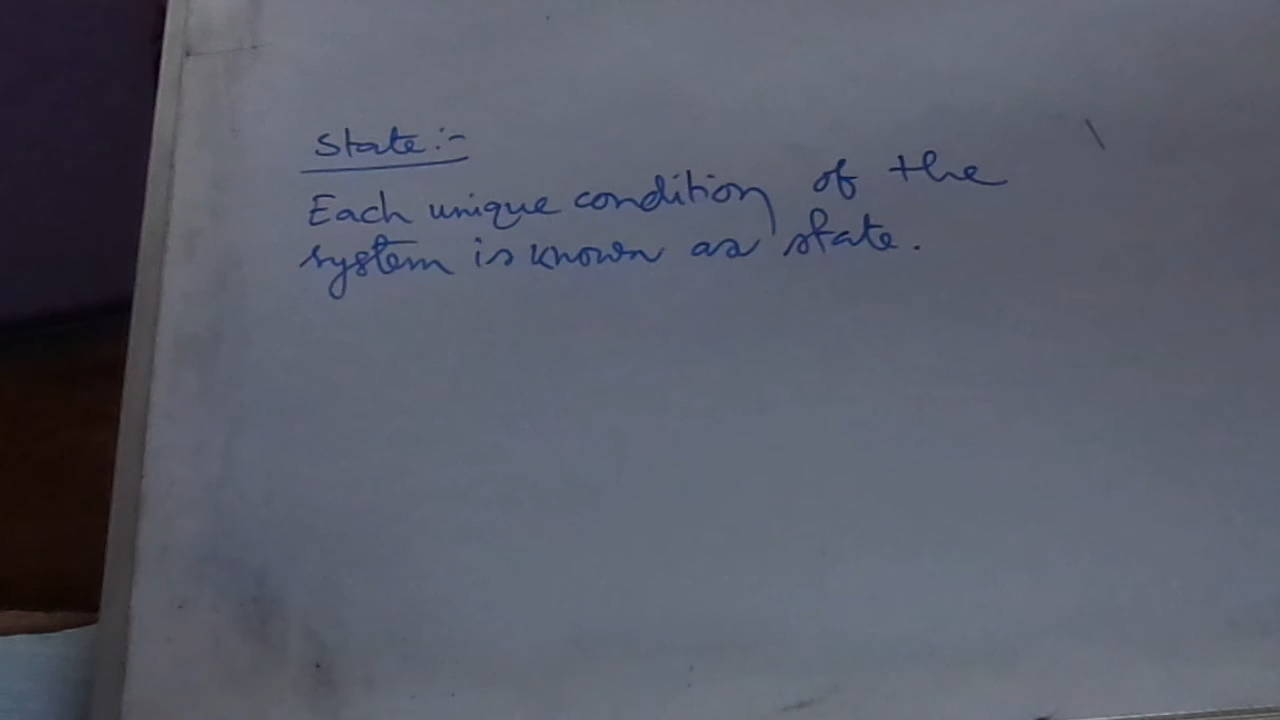 State:-
Each unique condition of the
system is known as state.